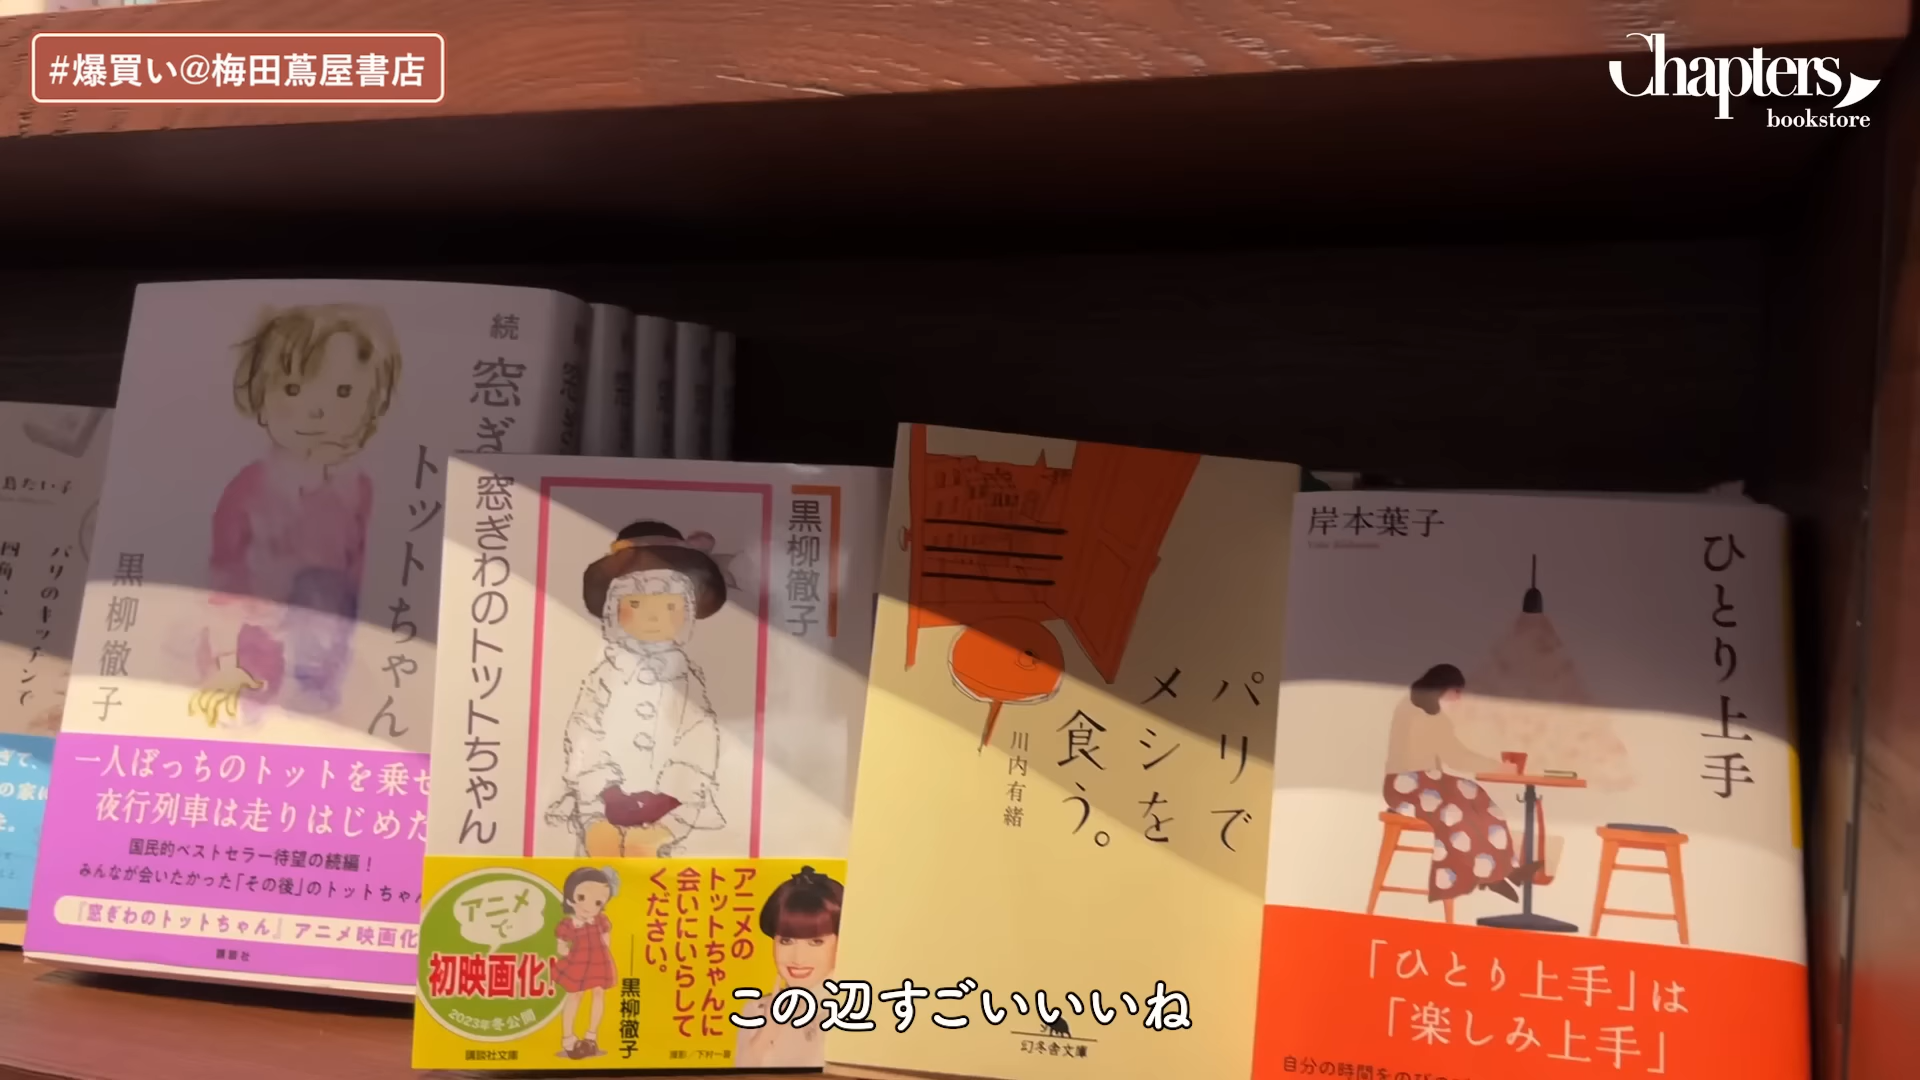 #爆買い@梅田蔦屋書店
Chapters
bookstore
パリのキッチンで
続
窓ぎ
トットちゃん
黒柳徹子
一人ぼっちのトットを乗せ
夜行列車は走りはじめた
国民的ベストセラー待望の続編!
みんなが会いたかった「その後」のトットちゃん
『窓ぎわのトットちゃん』アニメ映画化
講談社
窓ぎわのトットちゃん
黒柳徹子
アニメで
初映画化!
2023年冬公開
アニメの
トットちゃんに
会いにいらして
ください。
──黒柳徹子
撮影/下村一喜
講談社文庫
パリで
メシを
食う。
川内有緒
幻冬舎文庫
岸本葉子
ひとり上手
「ひとり上手」は
「楽しみ上手」
この辺すごいいいね